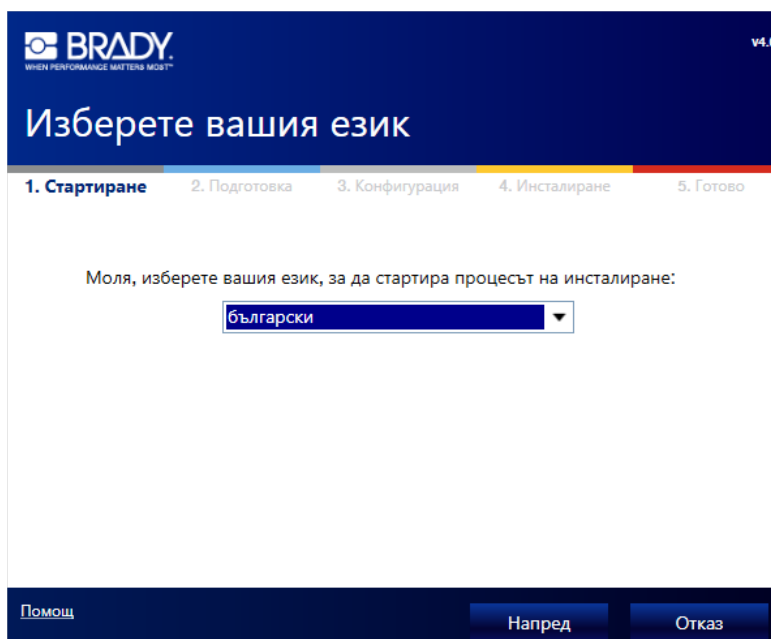 BRADY.
WHEN PERFORMANCE MATTERS MOST™
Изберете вашия език
1. Стартиране 2. Подготовка 3. Конфигурация 4. Инсталиране 5. Готово
Моля, изберете вашия език, за да стартира процесът на инсталиране:
български
Помощ Напред Отказ